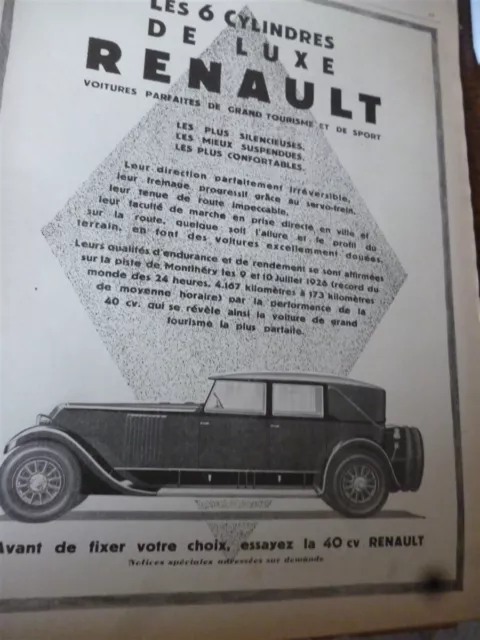 LES 6 CYLINDRES
DE LUXE
RENAULT
VOITURES PARFAITES DE GRAND TOURISME ET DE SPORT
LES PLUS SILENCIEUSES,
LES MIEUX SUSPENDUES,
LES PLUS CONFORTABLES.
Leur direction parfaitement irréversible,
leur freinage progressif grâce au servo-frein,
leur tenue de route impeccable,
leur faculté de marche en prise directe en ville et
sur la route, quelque soit l'allure et le profil du
terrain, en font des voitures excellemment douées.
Leurs qualités d'endurance et de rendement se sont affirmées
sur la piste de Montlhéry les 9 et 10 Juillet 1926 (record du
monde des 24 heures, 4.167 kilomètres à 173 kilomètres
de moyenne horaire) par la performance de la
40 cv. qui se révèle ainsi la voiture de grand
tourisme la plus parfaite.
Avant de fixer votre choix, essayez la 40 cv RENAULT
Notices spéciales adressées sur demande